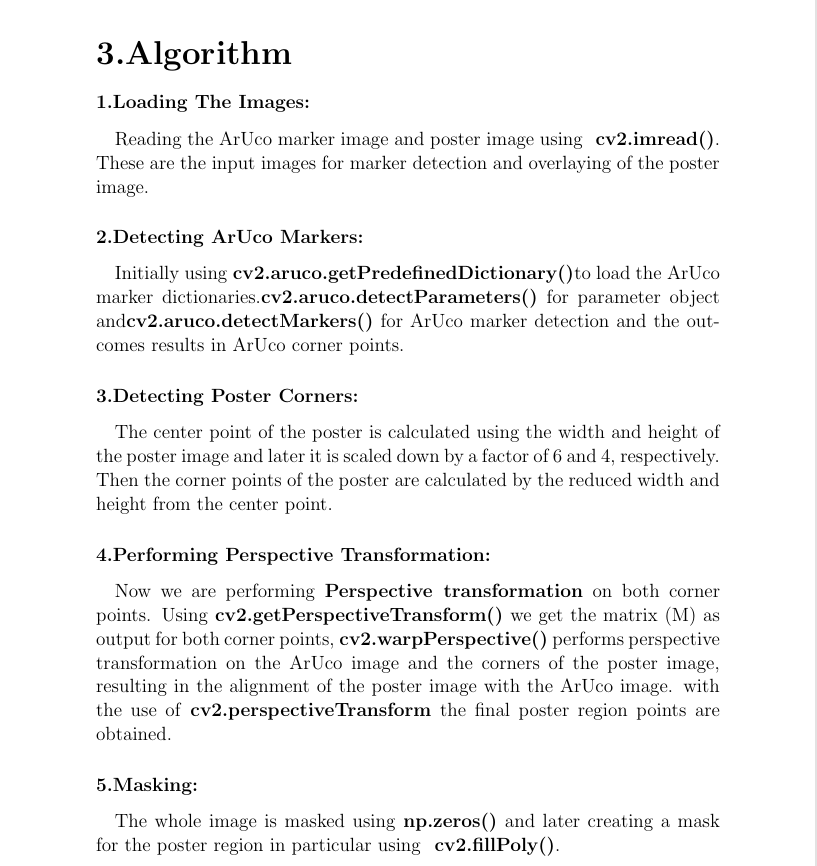 3.Algorithm
1.Loading The Images:
Reading the ArUco marker image and poster image using cv2.imread().
These are the input images for marker detection and overlaying of the poster
image.
2.Detecting ArUco Markers:
Initially using cv2.aruco.getPredefinedDictionary()to load the ArUco
marker dictionaries.cv2.aruco.detectParameters() for parameter object
andcv2.aruco.detectMarkers() for ArUco marker detection and the out-
comes results in ArUco corner points.
3.Detecting Poster Corners:
The center point of the poster is calculated using the width and height of
the poster image and later it is scaled down by a factor of 6 and 4, respectively.
Then the corner points of the poster are calculated by the reduced width and
height from the center point.
4.Performing Perspective Transformation:
Now we are performing Perspective transformation on both corner
points. Using cv2.getPerspectiveTransform() we get the matrix (M) as
output for both corner points, cv2.warpPerspective() performs perspective
transformation on the ArUco image and the corners of the poster image,
resulting in the alignment of the poster image with the ArUco image. with
the use of cv2.perspectiveTransform the final poster region points are
obtained.
5.Masking:
The whole image is masked using np.zeros() and later creating a mask
for the poster region in particular using cv2.fillPoly().